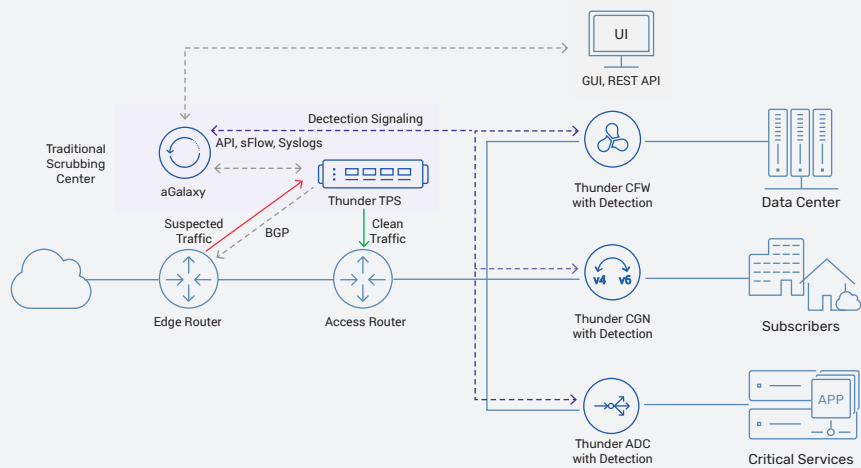 UI
GUI, REST API
Dectection Signaling
API, sFlow, Syslogs
Traditional
Scrubbing
Center
aGalaxy
Thunder TPS
Suspected
Traffic
BGP
Clean
Traffic
Edge Router
Access Router
Thunder CFW
with Detection
Data Center
v4 v6
Thunder CGN
with Detection
Subscribers
APP
Thunder ADC
with Detection
Critical Services